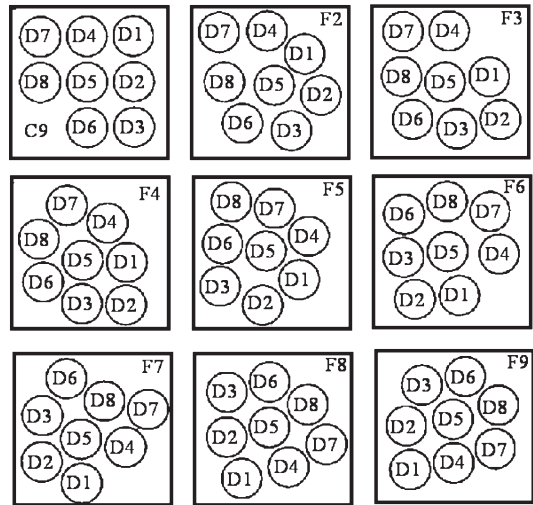 D7 D4 D1
D8 D5 D2
C9 D6 D3
F2
D7 D4
D1
D8 D5
D2
D6 D3
F3
D7 D4
D8 D5 D1
D6 D3 D2
F4
D7
D4
D8
D5 D1
D6
D3 D2
F5
D8 D7
D6 D4
D5
D3 D1
D2
F6
D6 D8 D7
D3 D5 D4
D2 D1
F7
D6
D8
D3 D7
D5 D4
D2
D1
F8
D3 D6
D8
D2 D5
D7
D1 D4
F9
D3 D6
D8
D2 D5
D7
D1 D4